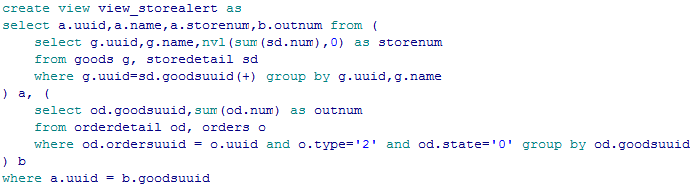 create view view_storealert as
select a.uuid,a.name,a.storenum,b.outnum from (
    select g.uuid,g.name,nvl(sum(sd.num),0) as storenum
    from goods g, storedetail sd
    where g.uuid=sd.goodsuuid(+) group by g.uuid,g.name
) a, (
    select od.goodsuuid,sum(od.num) as outnum
    from orderdetail od, orders o
    where od.ordersuuid = o.uuid and o.type='2' and od.state='0' group by od.goodsuuid
) b
where a.uuid = b.goodsuuid